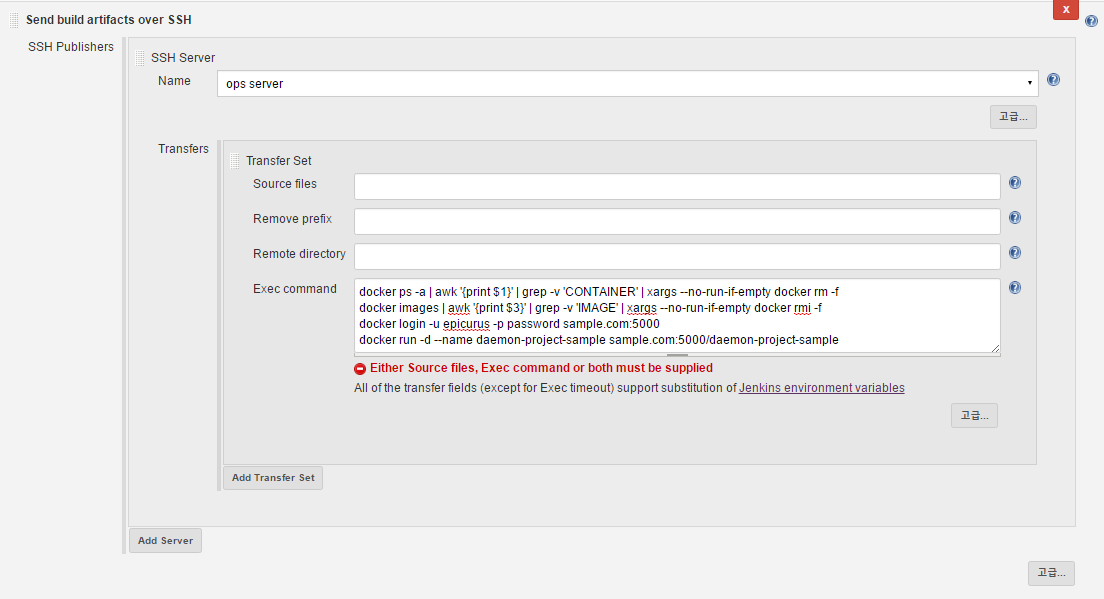 Send build artifacts over SSH
x
SSH Publishers
SSH Server
Name
ops server
고급...
Transfers
Transfer Set
Source files
Remove prefix
Remote directory
Exec command
docker ps -a | awk '{print $1}' | grep -v 'CONTAINER' | xargs --no-run-if-empty docker rm -f
docker images | awk '{print $3}' | grep -v 'IMAGE' | xargs --no-run-if-empty docker rmi -f
docker login -u epicurus -p password sample.com:5000
docker run -d --name daemon-project-sample sample.com:5000/daemon-project-sample
Either Source files, Exec command or both must be supplied
All of the transfer fields (except for Exec timeout) support substitution of Jenkins environment variables
고급...
Add Transfer Set
Add Server
고급...